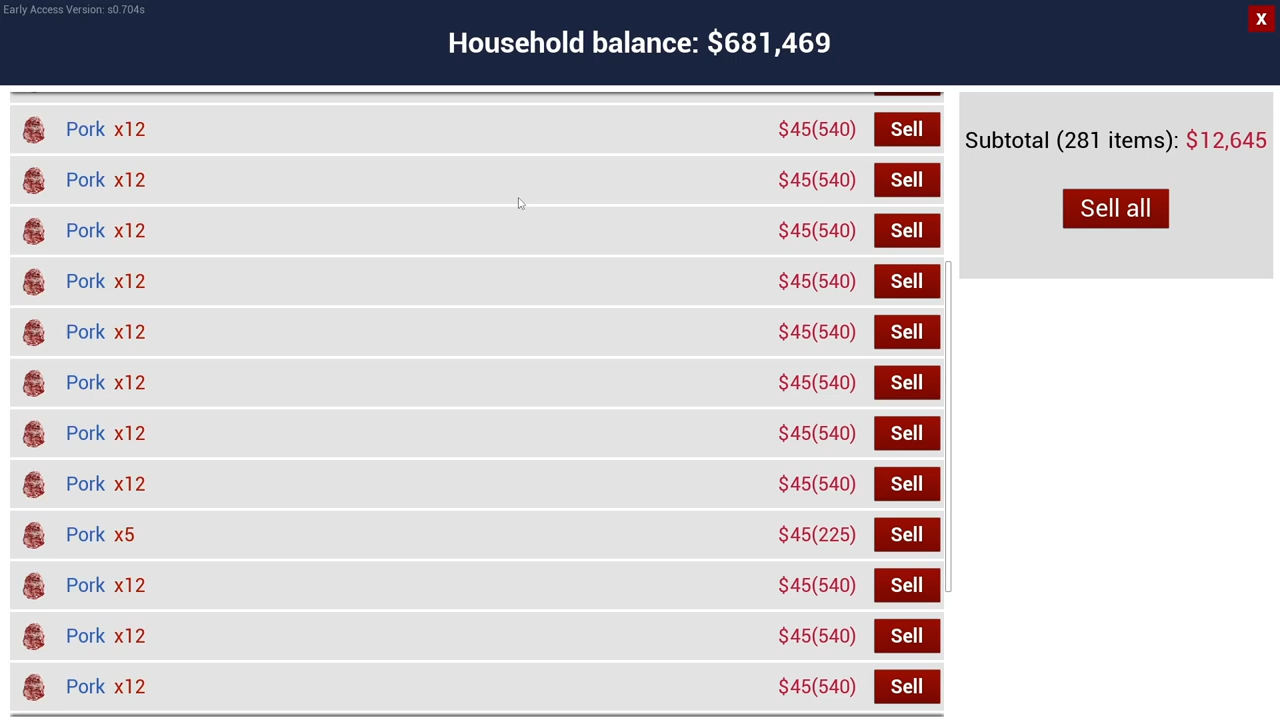 Early Access Version: s0.704s
X
Household balance: $681,469
Pork x12 $45(540) Sell
Pork x12 $45(540) Sell
Pork x12 $45(540) Sell
Pork x12 $45(540) Sell
Pork x12 $45(540) Sell
Pork x12 $45(540) Sell
Pork x12 $45(540) Sell
Pork x12 $45(540) Sell
Pork x5 $45(225) Sell
Pork x12 $45(540) Sell
Pork x12 $45(540) Sell
Pork x12 $45(540) Sell
Subtotal (281 items): $12,645
Sell all